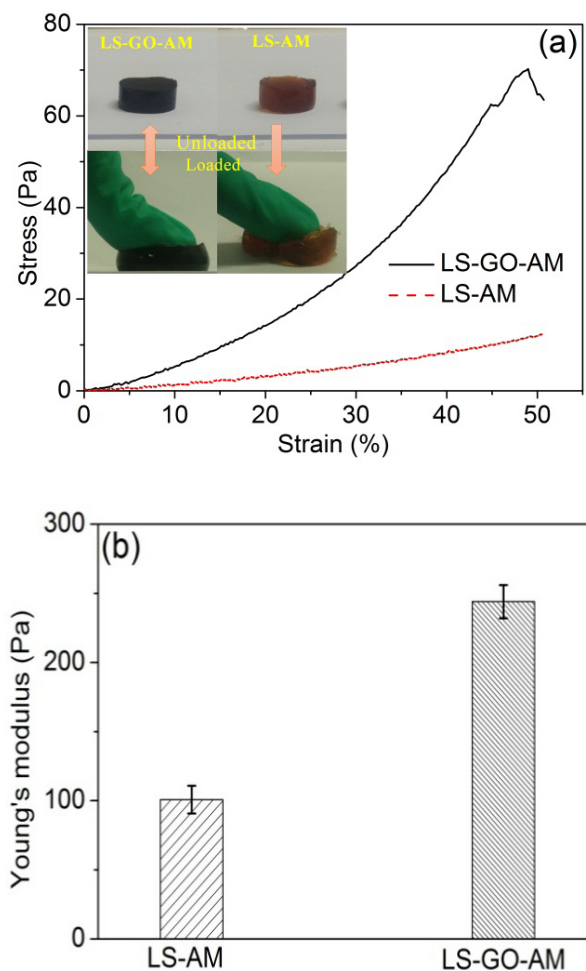 80
(a)
LS-GO-AM
LS-AM
60
Unloaded
Loaded
40
Stress (Pa)
LS-GO-AM
20
LS-AM
0
0 10 20 30 40 50
Strain (%)
300
(b)
200
Young's modulus (Pa)
100
0
LS-AM LS-GO-AM